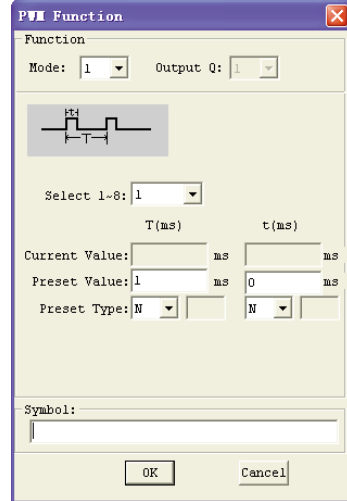 PWM Function
Function
Mode: 1 Output Q: 1
t
T
Select 1~8: 1
T(ms) t(ms)
Current Value: ms ms
Preset Value: 1 ms 0 ms
Preset Type: N N
Symbol:
OK Cancel